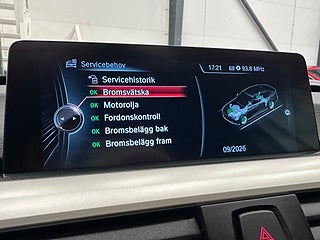 Servicebehov
17:21 93.8 MHz
Servicehistorik
OK Bromsvätska
OK Motorolja
OK Fordonskontroll
OK Bromsbelägg bak
OK Bromsbelägg fram
09/2026